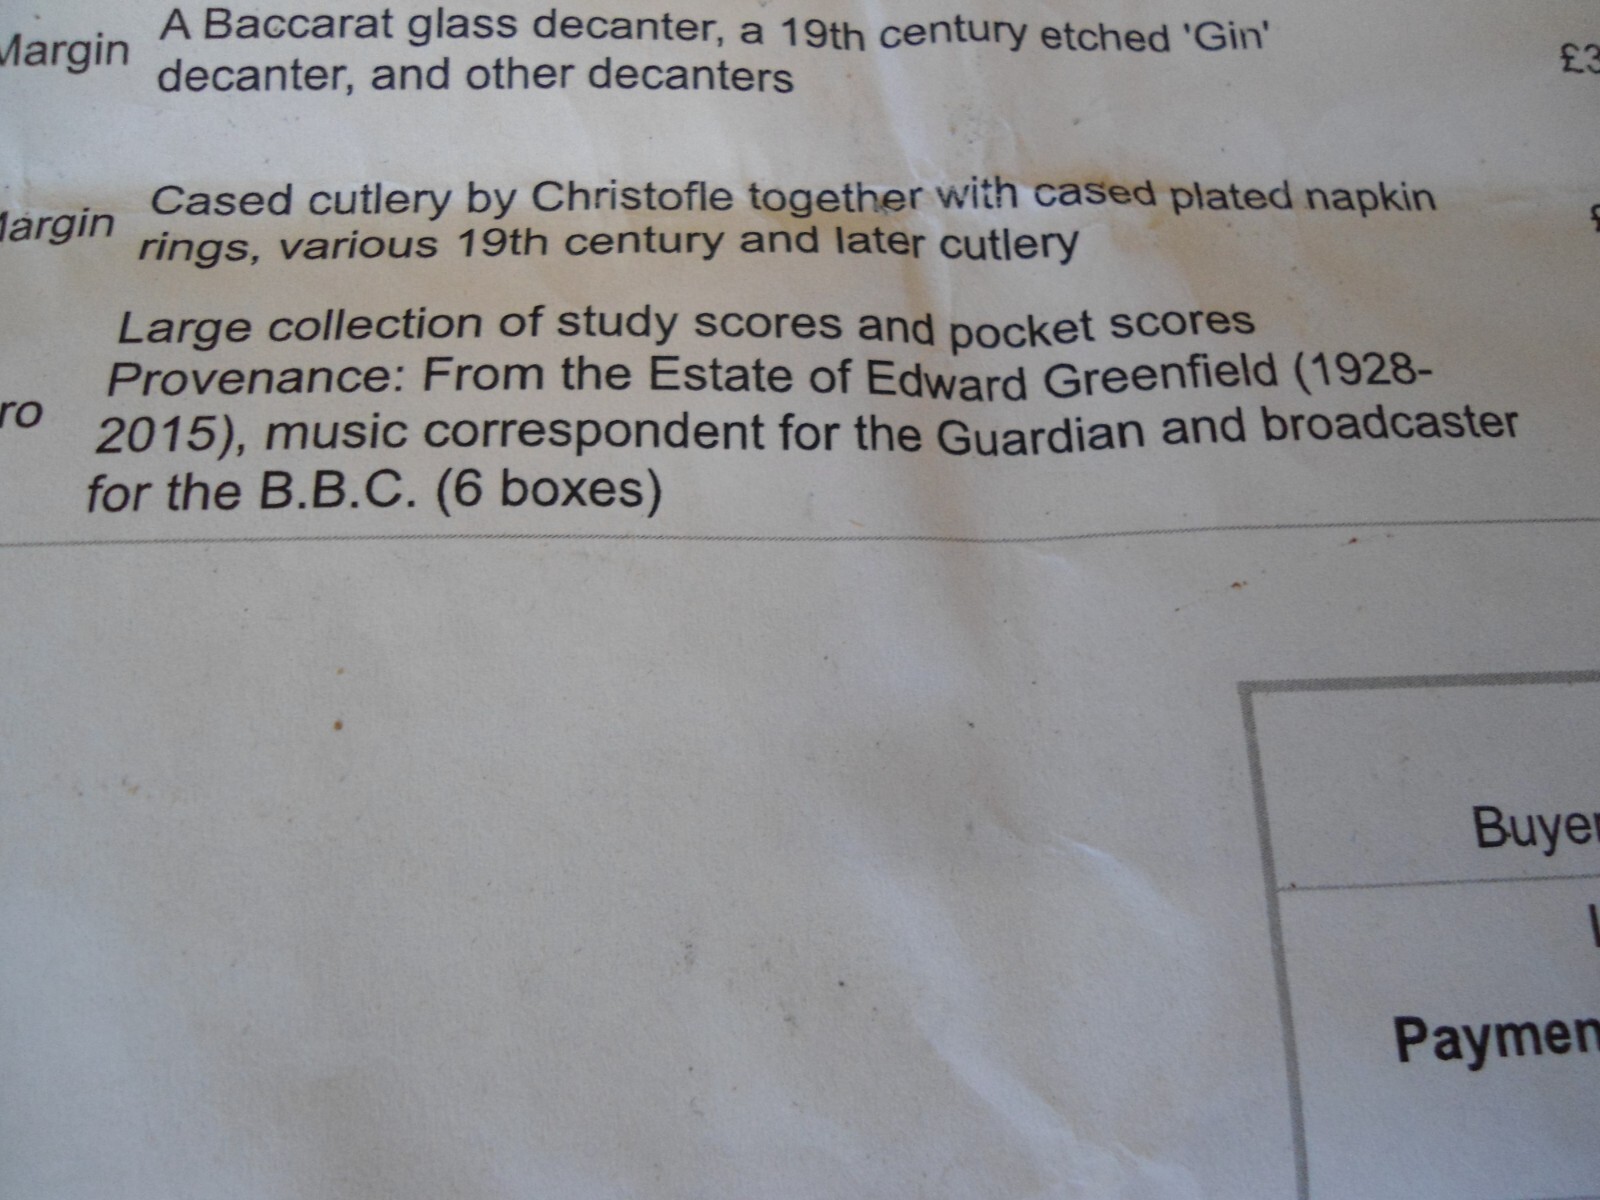 A Baccarat glass decanter, a 19th century etched 'Gin'
Margin
decanter, and other decanters
£3
Cased cutlery by Christofle together with cased plated napkin
Margin
rings, various 19th century and later cutlery
£
Large collection of study scores and pocket scores
Provenance: From the Estate of Edward Greenfield (1928-
ro
2015), music correspondent for the Guardian and broadcaster
for the B.B.C. (6 boxes)
Buyer
Paymen